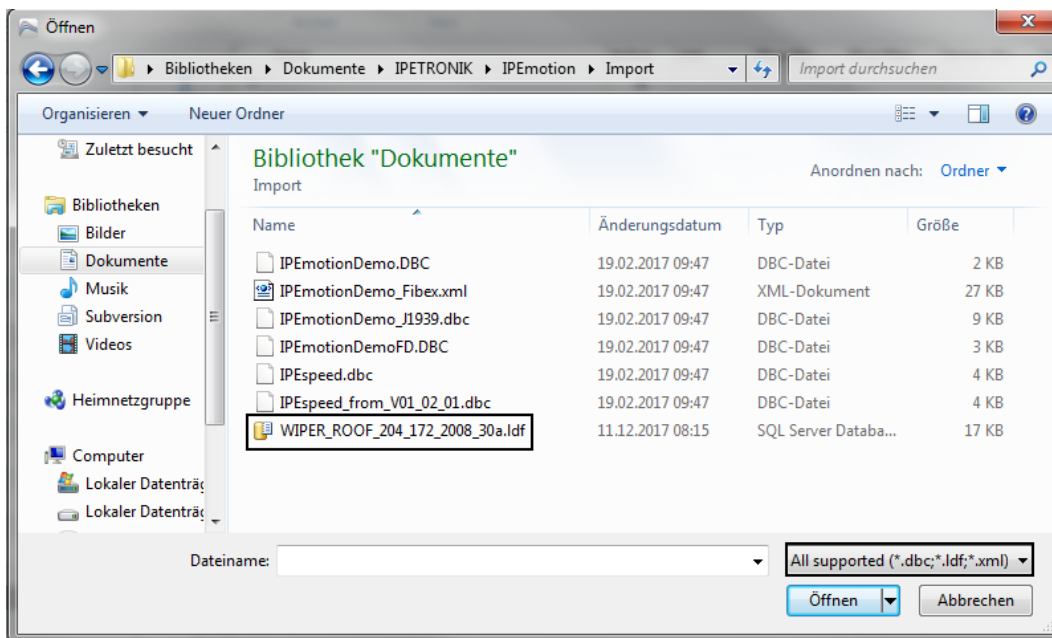 Öffnen
Bibliotheken Dokumente IPETRONIK IPEmotion Import
Import durchsuchen
Organisieren Neuer Ordner
Zuletzt besucht
Bibliotheken
Bilder
Dokumente
Musik
Subversion
Videos
Heimnetzgruppe
Computer
Lokaler Datenträg
Lokaler Datenträg
Bibliothek "Dokumente"
Import
Anordnen nach: Ordner
Name Änderungsdatum Typ Größe
IPEmotionDemo.DBC 19.02.2017 09:47 DBC-Datei 2 KB
IPEmotionDemo_Fibex.xml 19.02.2017 09:47 XML-Dokument 27 KB
IPEmotionDemo_J1939.dbc 19.02.2017 09:47 DBC-Datei 9 KB
IPEmotionDemoFD.DBC 19.02.2017 09:47 DBC-Datei 3 KB
IPEspeed.dbc 19.02.2017 09:47 DBC-Datei 4 KB
IPEspeed_from_V01_02_01.dbc 19.02.2017 09:47 DBC-Datei 4 KB
WIPER_ROOF_204_172_2008_30a.ldf 11.12.2017 08:15 SQL Server Databa... 17 KB
Dateiname:
All supported (*.dbc;*.ldf;*.xml)
Öffnen Abbrechen